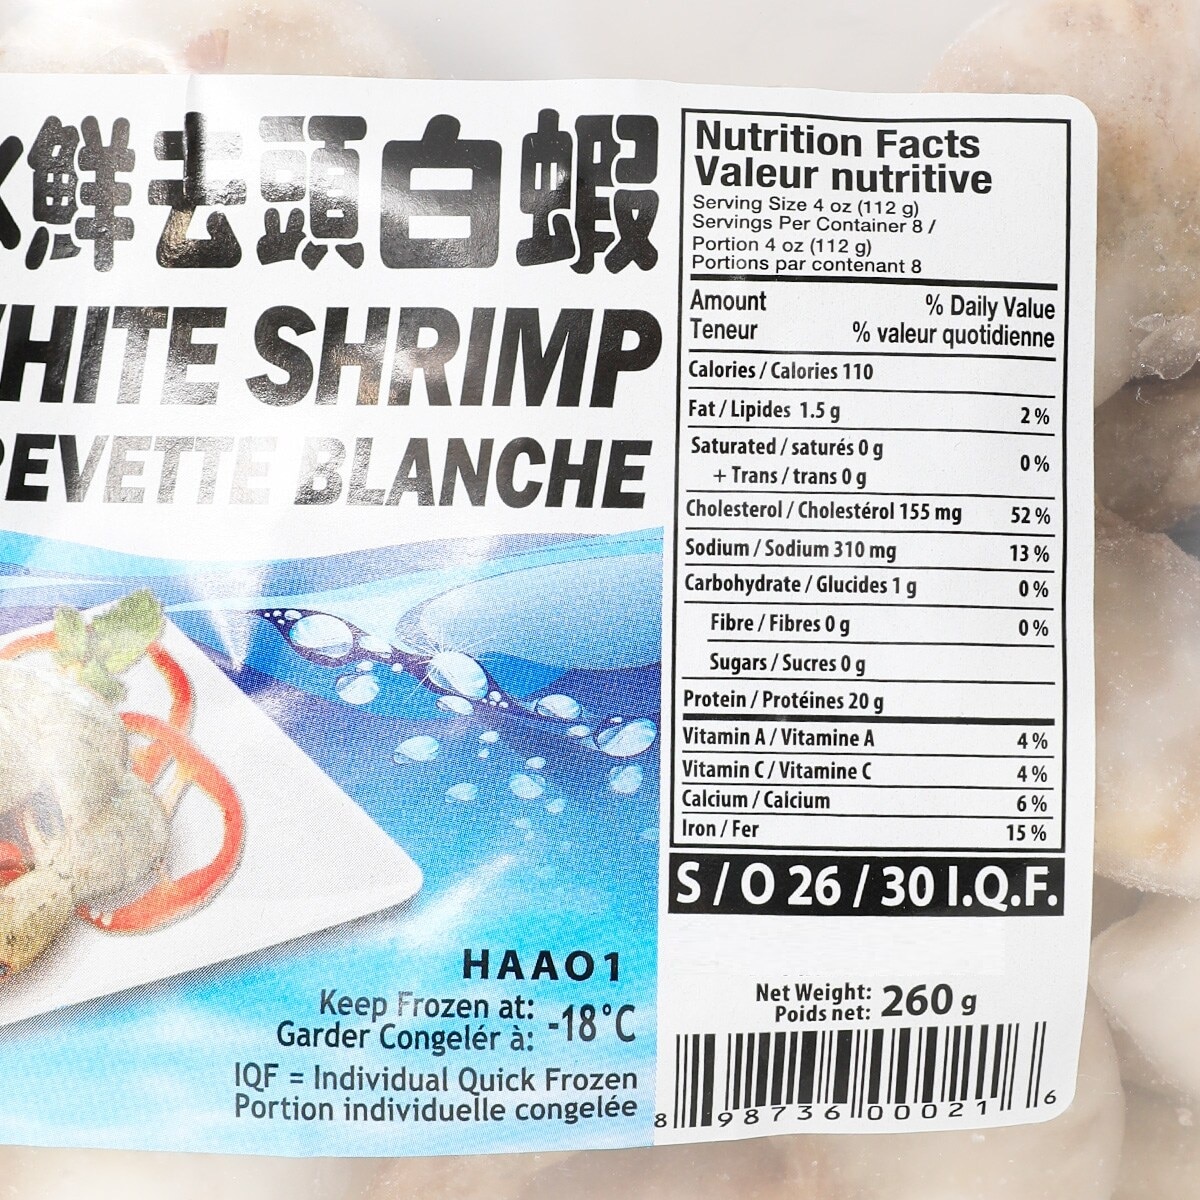 鮮去頭白蝦
HITE SHRIMP
EVETTE BLANCHE
HAAO1
Keep Frozen at:
Garder Congelér à:
-18°C
IQF = Individual Quick Frozen
Portion individuelle congelée
Nutrition Facts
Valeur nutritive
Serving Size 4 oz (112 g)
Servings Per Container 8 /
Portion 4 oz (112 g)
Portions par contenant 8
Amount % Daily Value
Teneur % valeur quotidienne
Calories / Calories 110
Fat / Lipides 1.5 g 2 %
Saturated / saturés 0 g
+ Trans / trans 0 g 0 %
Cholesterol / Cholestérol 155 mg 52 %
Sodium / Sodium 310 mg 13 %
Carbohydrate / Glucides 1 g 0 %
Fibre / Fibres 0 g 0 %
Sugars / Sucres 0 g
Protein / Protéines 20 g
Vitamin A / Vitamine A 4 %
Vitamin C / Vitamine C 4 %
Calcium / Calcium 6 %
Iron / Fer 15 %
S / O 26 / 30 I.Q.F.
Net Weight:
Poids net:
260 g
8 98736 00021 6